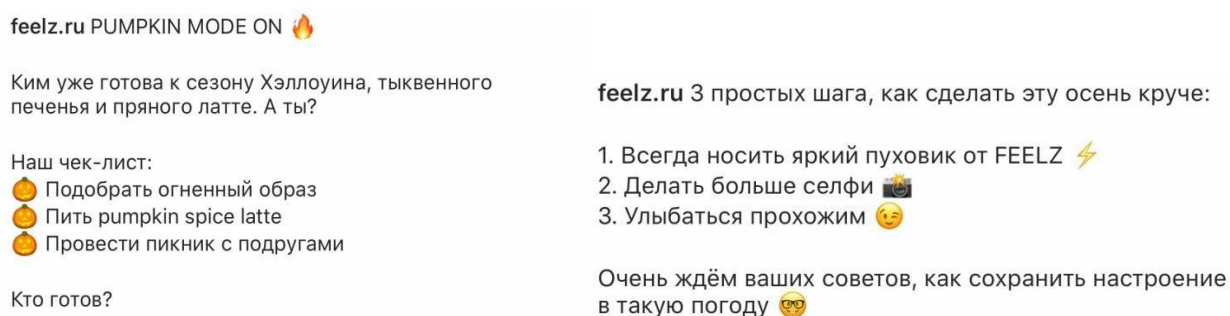 feelz.ru PUMPKIN MODE ON 🔥
Ким уже готова к сезону Хэллоуина, тыквенного
печенья и пряного латте. А ты?
Наш чек-лист:
🎃 Подобрать огненный образ
🎃 Пить pumpkin spice latte
🎃 Провести пикник с подругами
Кто готов?
feelz.ru 3 простых шага, как сделать эту осень круче:
1. Всегда носить яркий пуховик от FEELZ ⚡
2. Делать больше селфи 📸
3. Улыбаться прохожим 😉
Очень ждём ваших советов, как сохранить настроение
в такую погоду 🤓